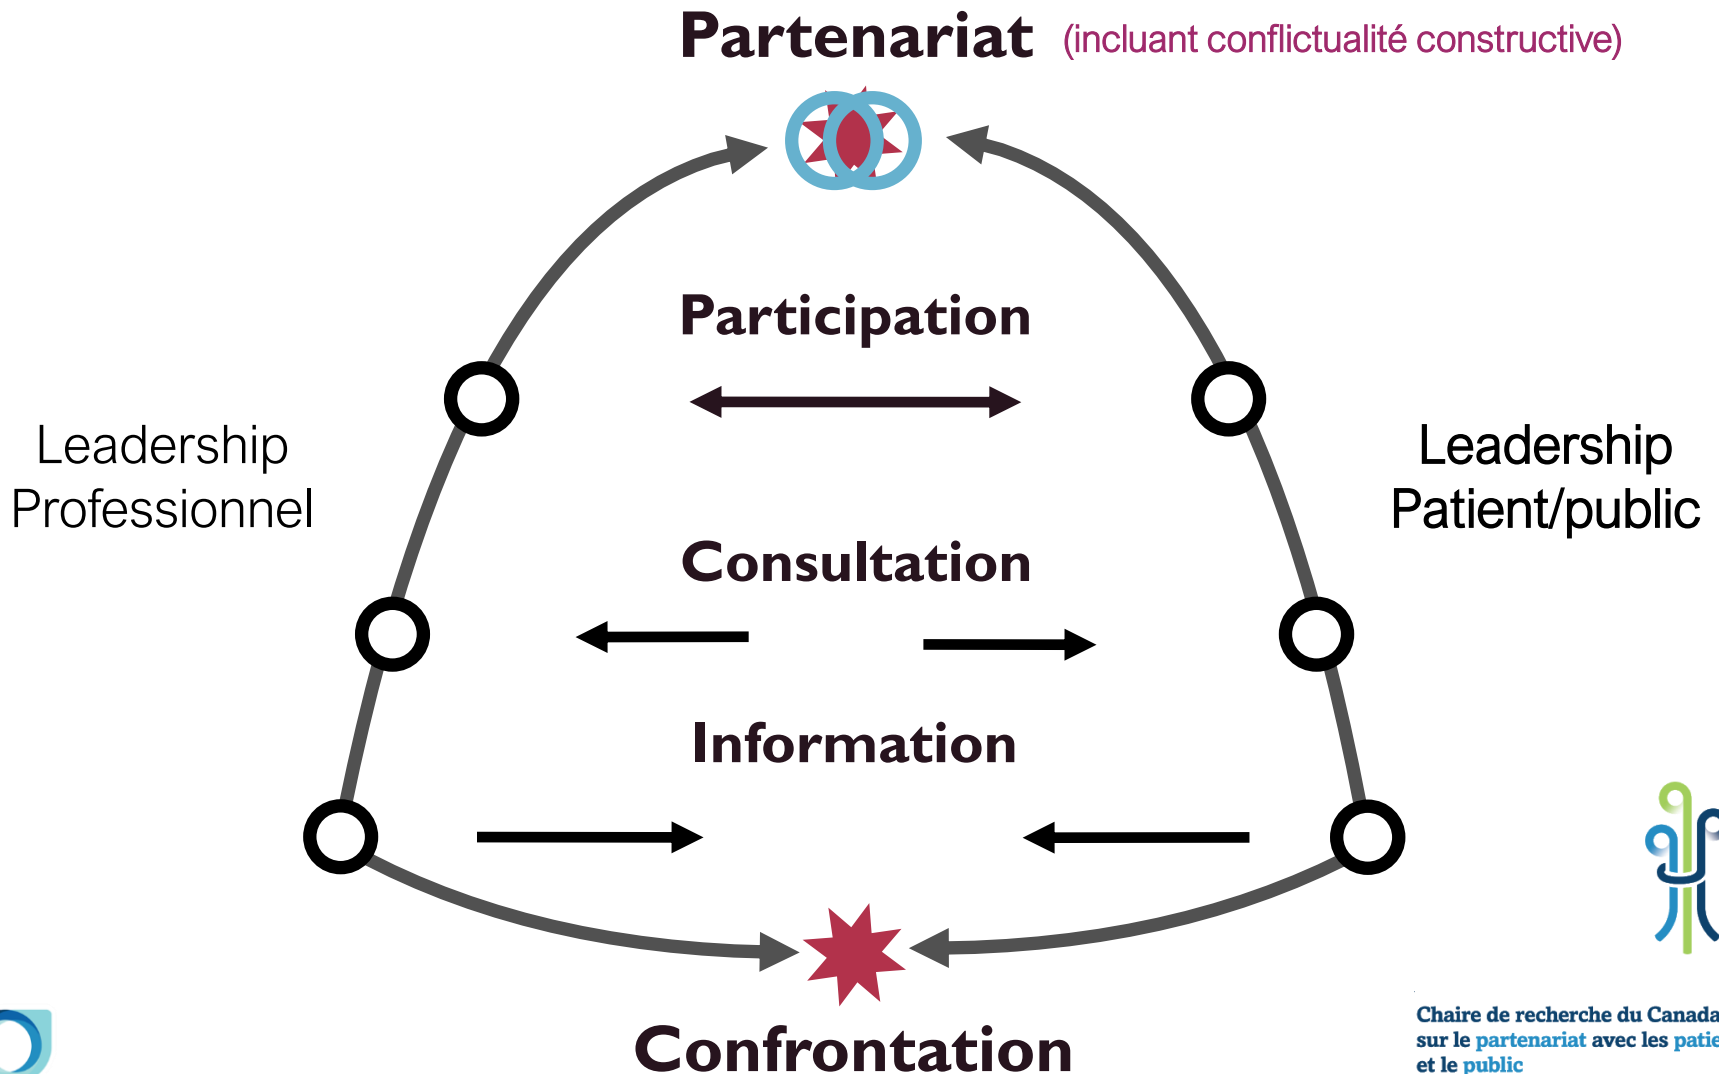 Partenariat (incluant conflictualité constructive)
Participation
Leadership
Professionnel
Leadership
Patient/public
Consultation
Information
Confrontation
Chaire de recherche du Canada
sur le partenariat avec les
et le public